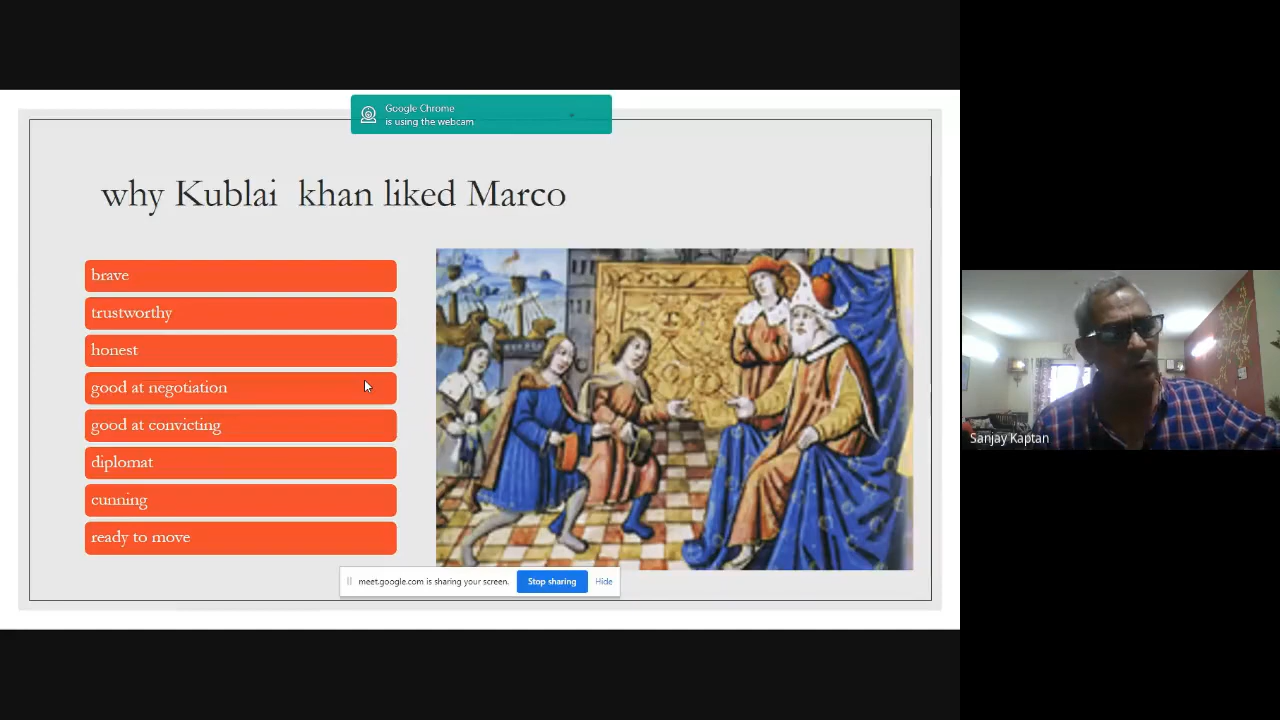 Google Chrome
is using the webcam
why Kublai  khan liked Marco
brave
trustworthy
honest
good at negotiation
good at convicting
diplomat
cunning
ready to move
meet.google.com is sharing your screen.
Stop sharing
Hide
Sanjay Kaptan